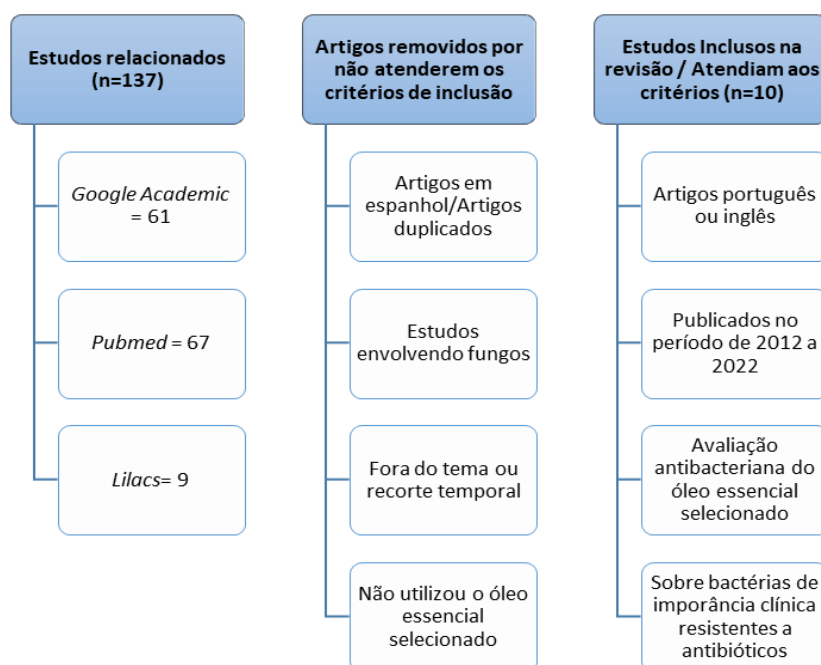 Estudos relacionados
(n=137)
Google Academic
= 61
Pubmed = 67
Lilacs= 9
Artigos removidos por
não atenderem os
critérios de inclusão
Artigos em
espanhol/Artigos
duplicados
Estudos
envolvendo fungos
Fora do tema ou
recorte temporal
Não utilizou o óleo
essencial
selecionado
Estudos Inclusos na
revisão / Atendiam aos
critérios (n=10)
Artigos português
ou inglês
Publicados no
período de 2012 a
2022
Avaliação
antibacteriana do
óleo essencial
selecionado
Sobre bactérias de
imporância clínica
resistentes a
antibióticos